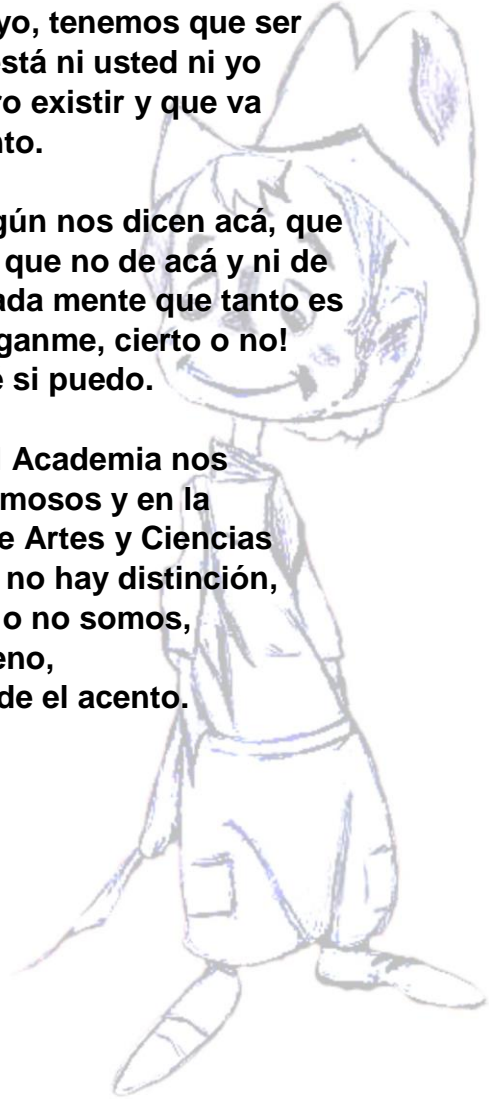 yo, tenemos que ser
está ni usted ni yo
ro existir y que va
nto.
gún nos dicen acá, que
que no de acá y ni de
ada mente que tanto es
ganme, cierto o no!
e si puedo.
l Academia nos
mosos y en la
e Artes y Ciencias
no hay distinción,
o no somos,
eno,
de el acento.